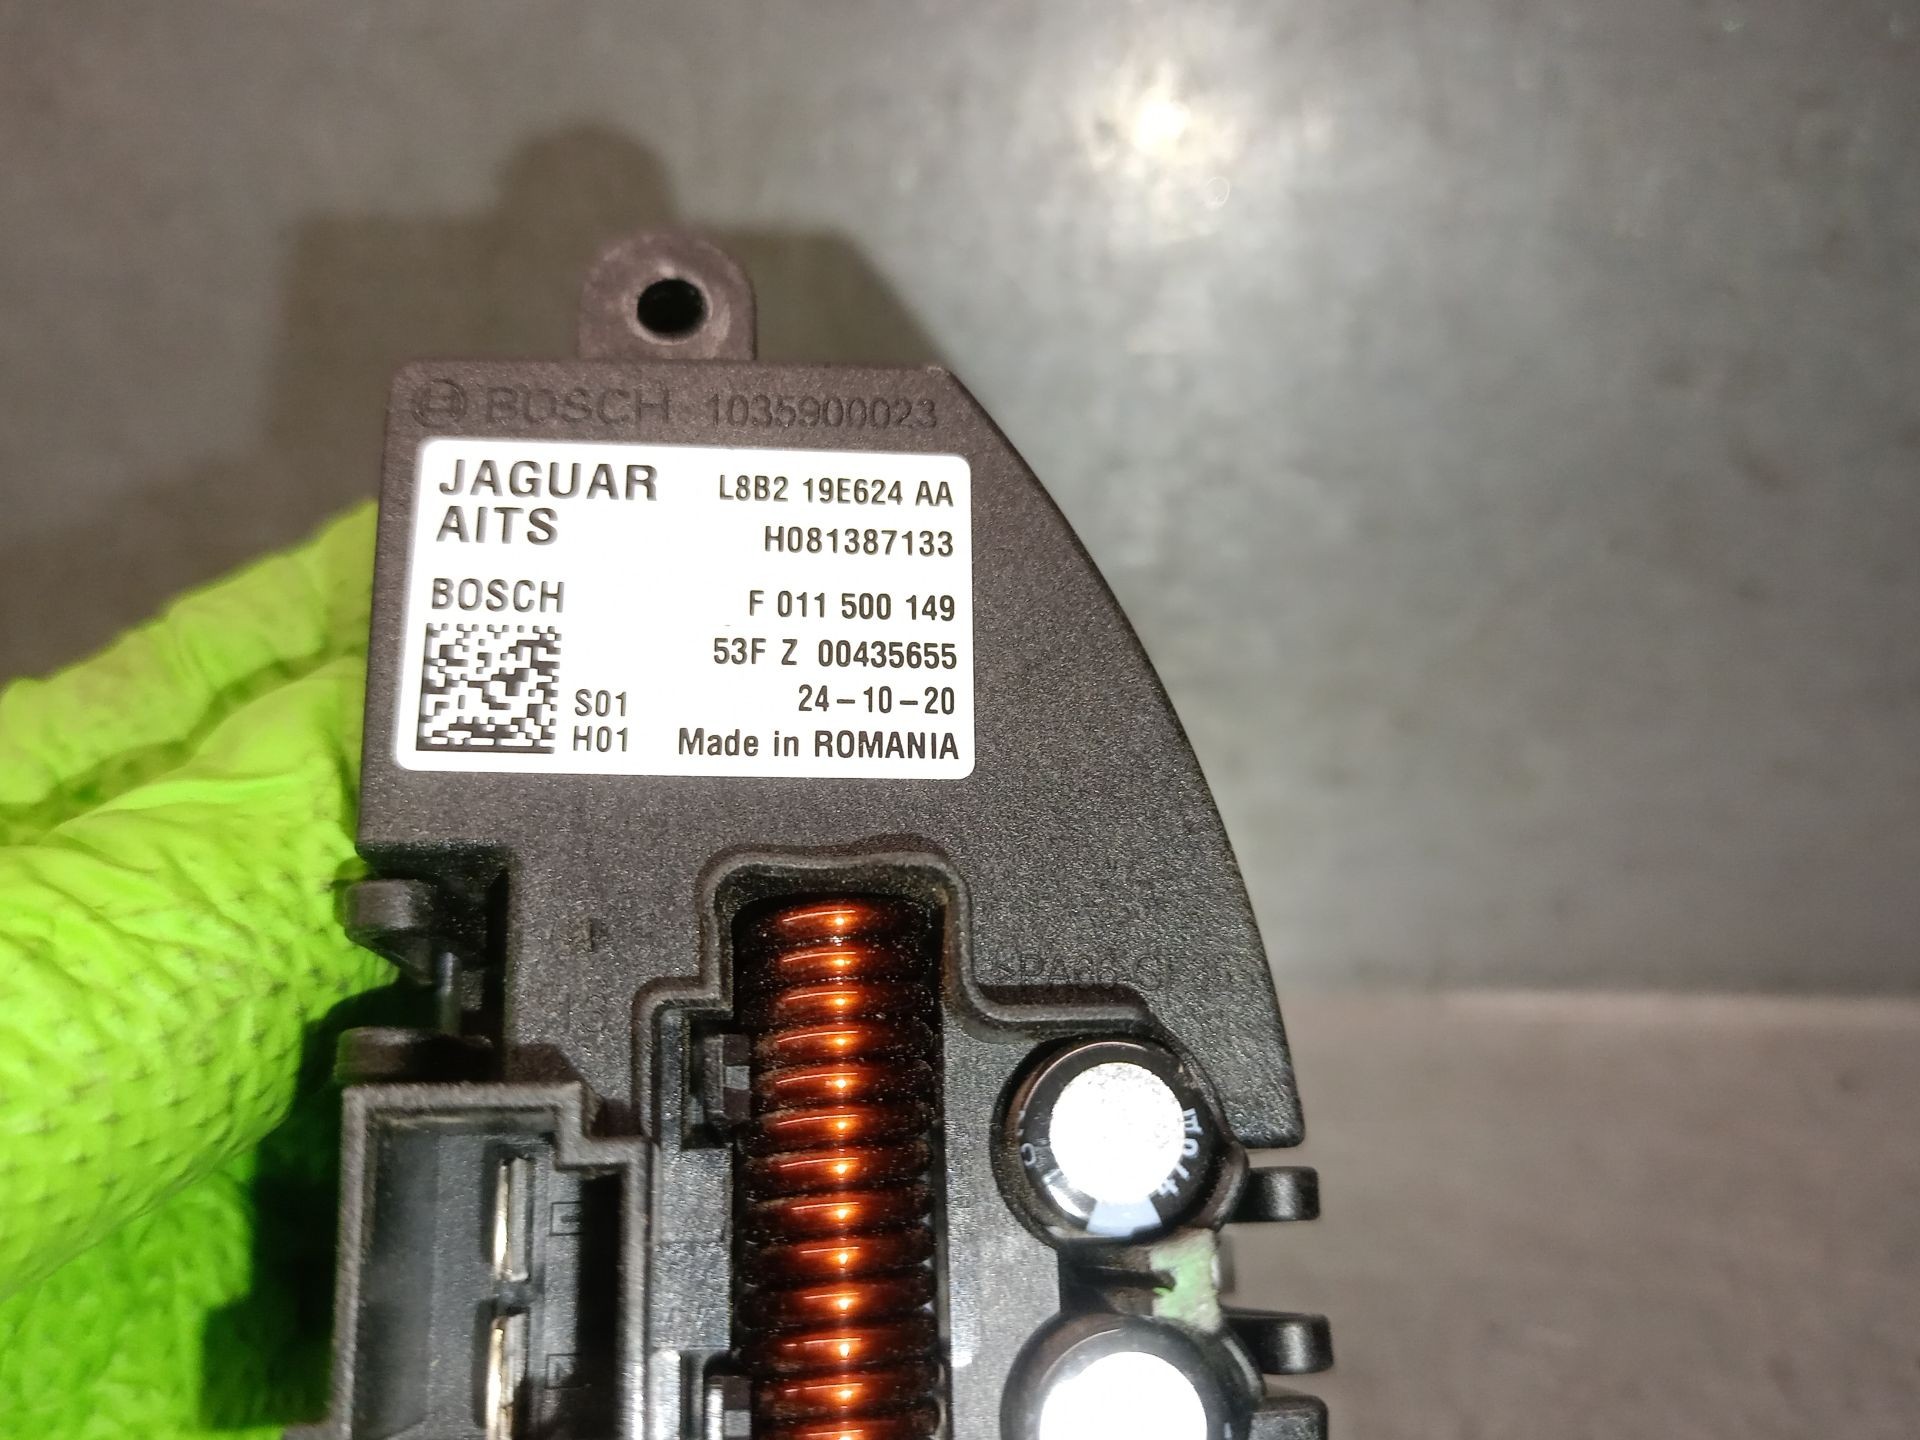 BOSCH 1035900023
JAGUAR L8B2 19E624 AA
AITS H081387133
BOSCH F 011 500 149
53F Z 00435655
S01 24-10-20
H01 Made in ROMANIA